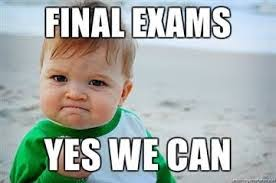 FINAL EXAMS
YES WE CAN